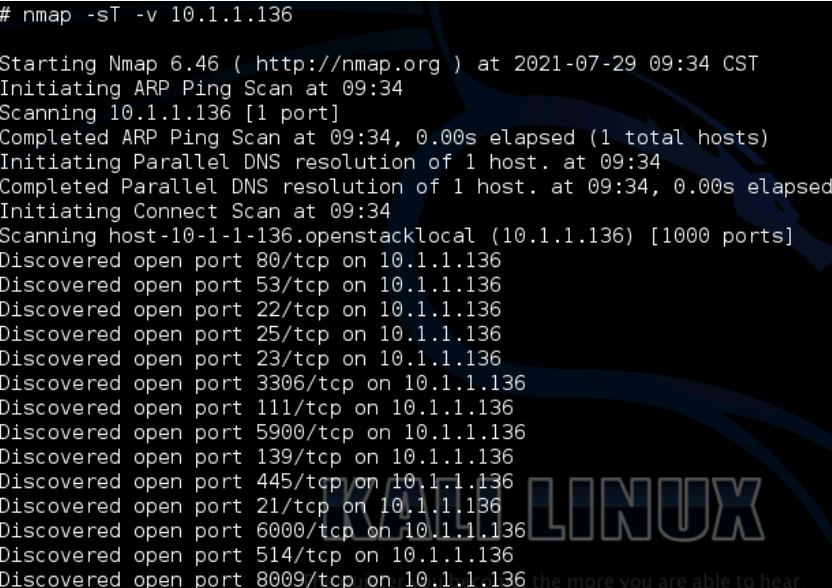 # nmap -sT -v 10.1.1.136
Starting Nmap 6.46 ( http://nmap.org ) at 2021-07-29 09:34 CST
Initiating ARP Ping Scan at 09:34
Scanning 10.1.1.136 [1 port]
Completed ARP Ping Scan at 09:34, 0.00s elapsed (1 total hosts)
Initiating Parallel DNS resolution of 1 host. at 09:34
Completed Parallel DNS resolution of 1 host. at 09:34, 0.00s elapsed
Initiating Connect Scan at 09:34
Scanning host-10-1-1-136.openstacklocal (10.1.1.136) [1000 ports]
Discovered open port 80/tcp on 10.1.1.136
Discovered open port 53/tcp on 10.1.1.136
Discovered open port 22/tcp on 10.1.1.136
Discovered open port 25/tcp on 10.1.1.136
Discovered open port 23/tcp on 10.1.1.136
Discovered open port 3306/tcp on 10.1.1.136
Discovered open port 111/tcp on 10.1.1.136
Discovered open port 5900/tcp on 10.1.1.136
Discovered open port 139/tcp on 10.1.1.136
Discovered open port 445/tcp on 10.1.1.136
Discovered open port 21/tcp on 10.1.1.136
Discovered open port 6000/tcp on 10.1.1.136
Discovered open port 514/tcp on 10.1.1.136
Discovered open port 8009/tcp on 10.1.1.136
KALI LINUX
the more you are able to hear.